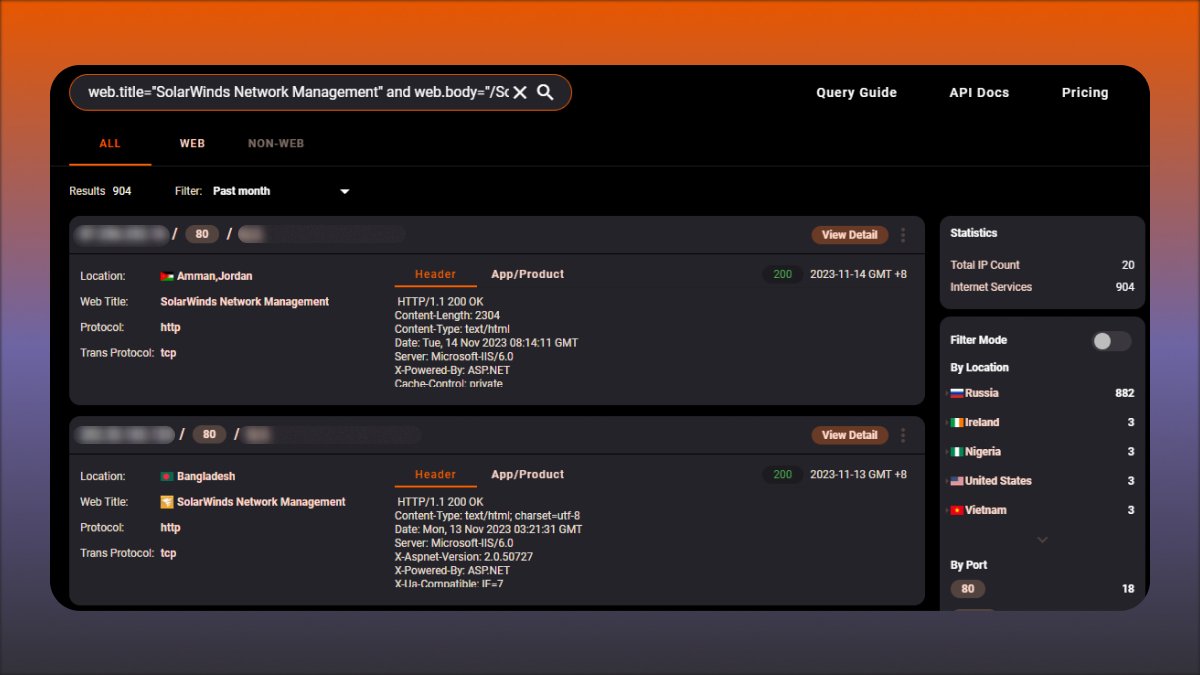 web.title="SolarWinds Network Management" and web.body="/Sc
Query Guide API Docs Pricing
ALL WEB NON-WEB
Results 904 Filter: Past month
/ 80 /
View Detail
Location: Amman,Jordan
Web Title: SolarWinds Network Management
Protocol: http
Trans Protocol: tcp
Header App/Product
200 2023-11-14 GMT +8
HTTP/1.1 200 OK
Content-Length: 2304
Content-Type: text/html
Date: Tue, 14 Nov 2023 08:14:11 GMT
Server: Microsoft-IIS/6.0
X-Powered-By: ASP.NET
Cache-Control: private
/ 80 /
View Detail
Location: Bangladesh
Web Title: SolarWinds Network Management
Protocol: http
Trans Protocol: tcp
Header App/Product
200 2023-11-13 GMT +8
HTTP/1.1 200 OK
Content-Type: text/html; charset=utf-8
Date: Mon, 13 Nov 2023 03:21:31 GMT
Server: Microsoft-IIS/6.0
X-Aspnet-Version: 2.0.50727
X-Powered-By: ASP.NET
X-Ua-Compatible: IE=7
Statistics
Total IP Count 20
Internet Services 904
Filter Mode
By Location
Russia 882
Ireland 3
Nigeria 3
United States 3
Vietnam 3
By Port
80 18